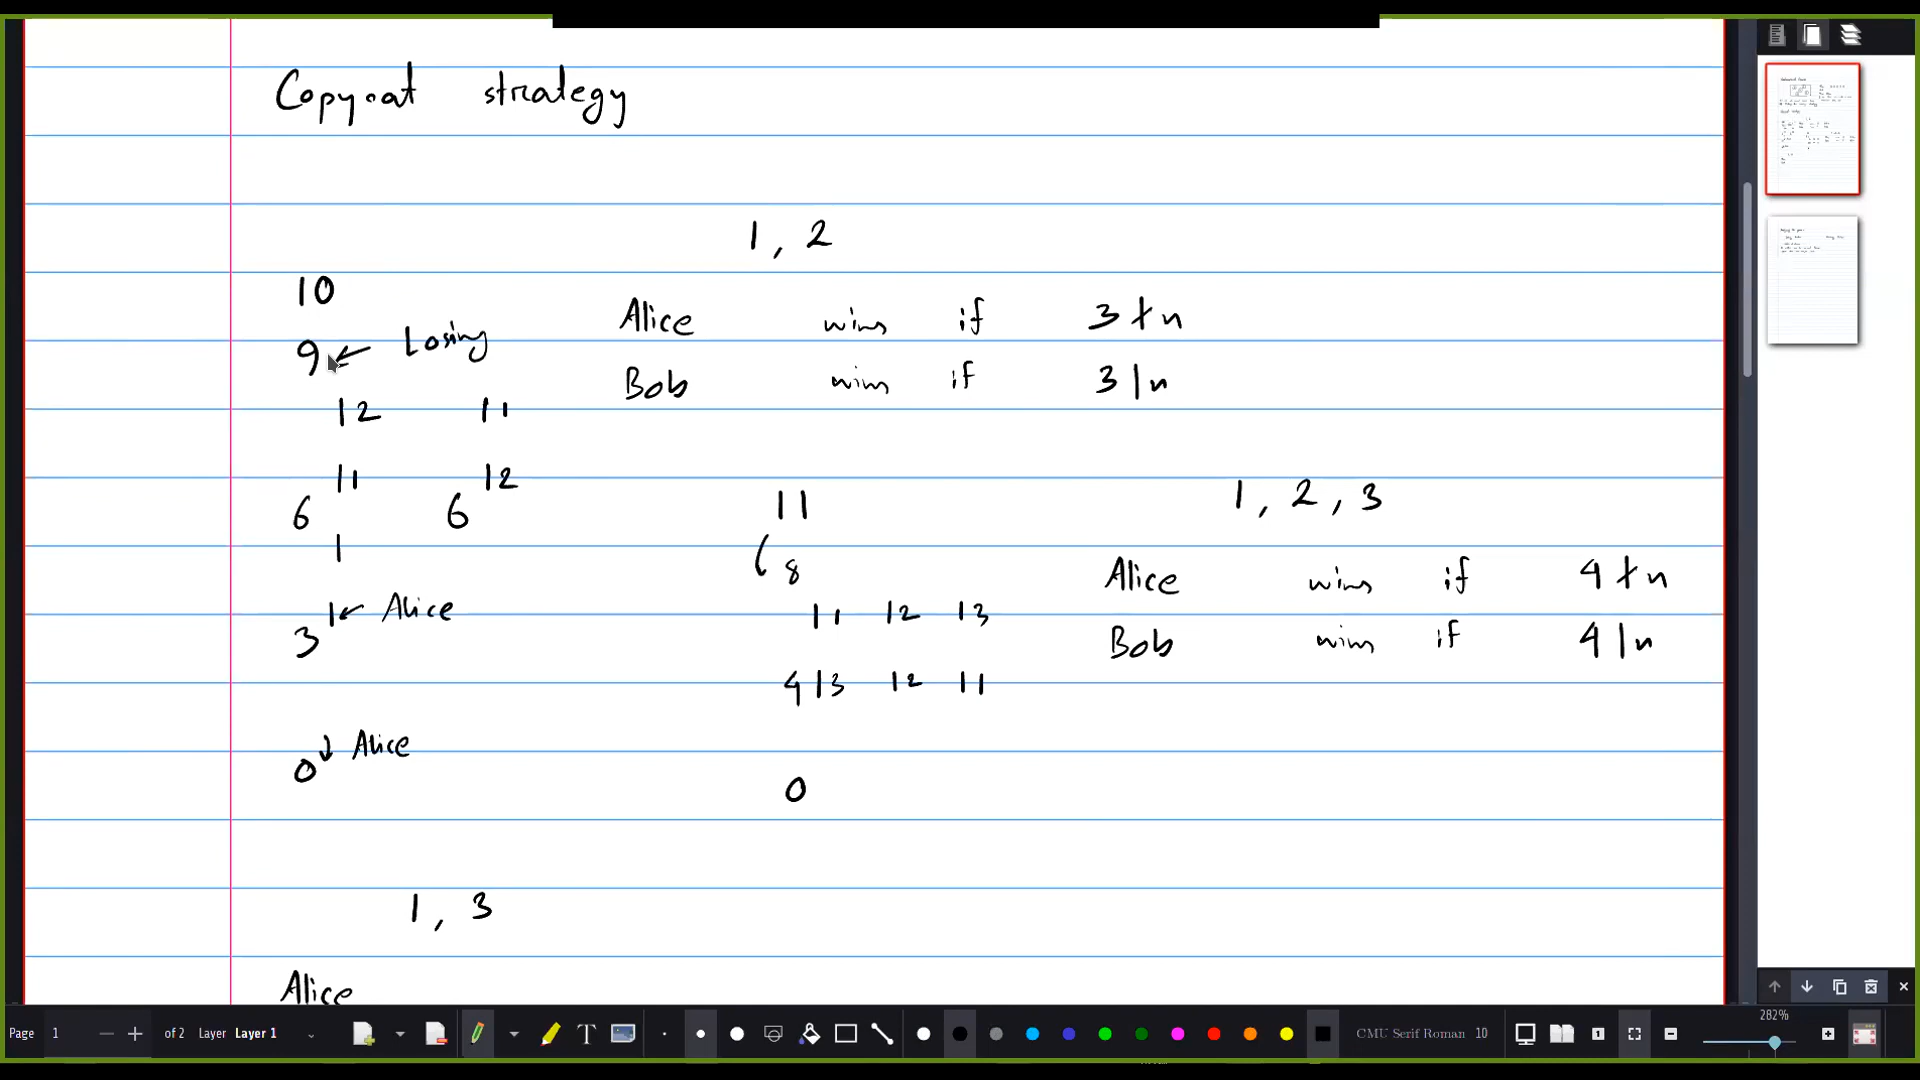 Copycat strategy
1, 2
10
Alice wins if 3 ∤ n
9 ← Losing
Bob wins if 3 | n
12 11
11 12
6 6
1
1 ← Alice
3
0 ↓ Alice
11
( 8
11 12 13
4 13 12 11
0
1, 2, 3
Alice wins if 4 ∤ n
Bob wins if 4 | n
1, 3
Alice
Page 1 of 2 Layer Layer 1
T
CMU Serif Roman 10
1
282%